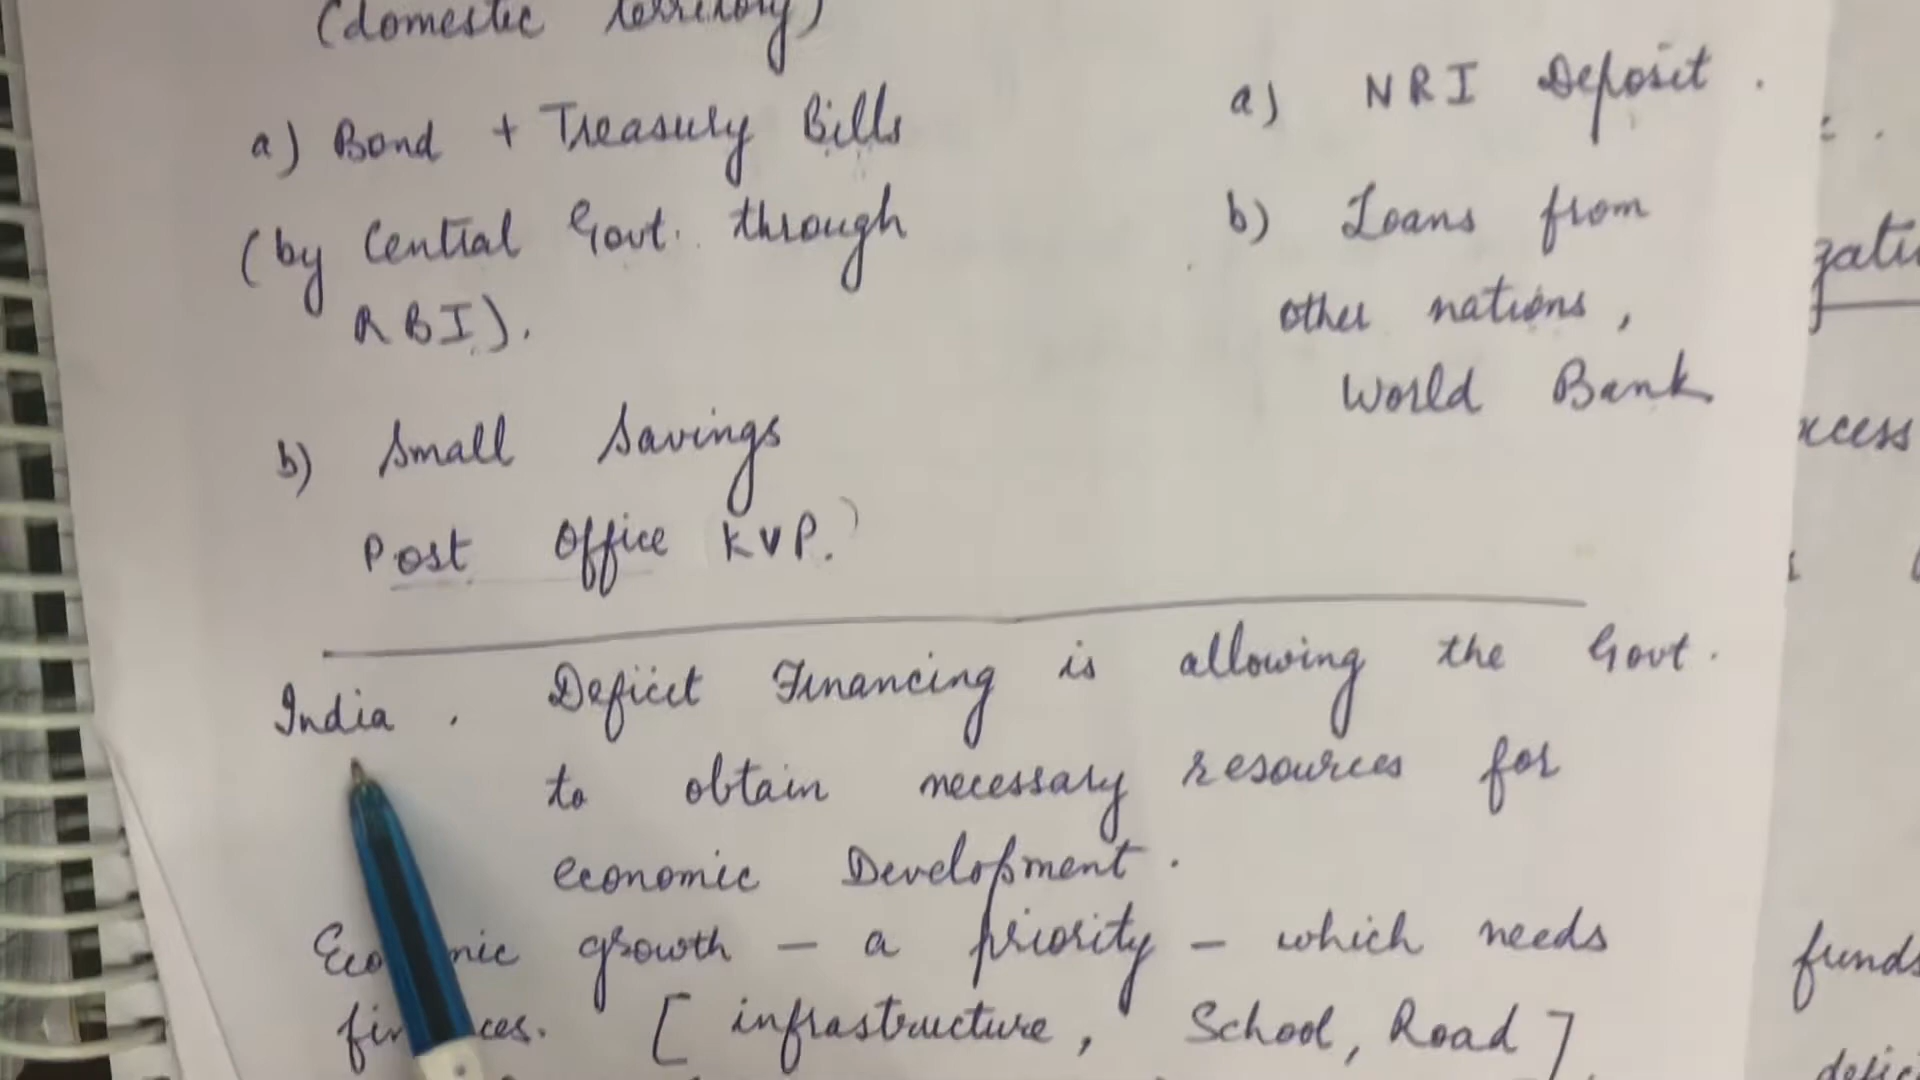 (domestic territory)
a) Bond + Treasury Bills
(by Central Govt. through
RBI).
b) Small Savings
Post Office KVP.)
a) NRI Deposit.
b) Loans from
other nations,
World Bank
India. Deficit Financing is allowing the Govt.
to obtain necessary resources for
economic Development.
growth - a priority - which needs
[infrastructure, School, Road]
xcess
funds